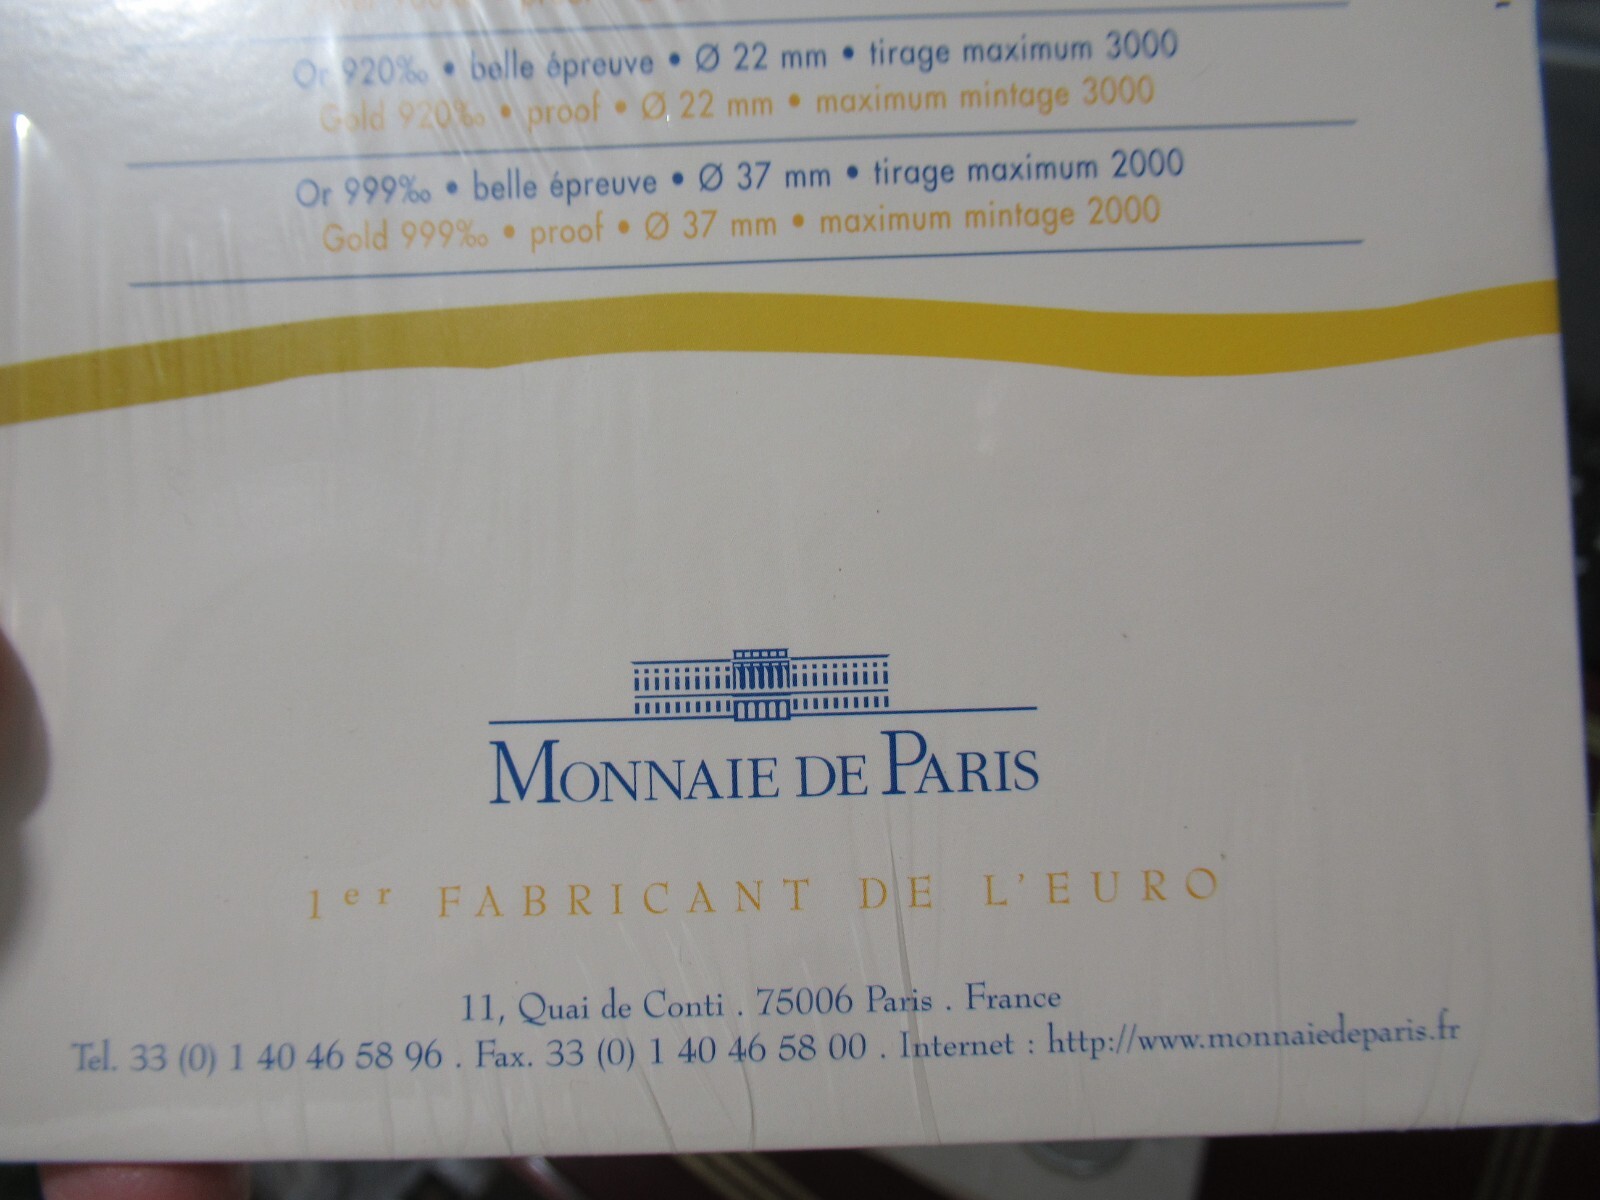 Or 920‰ • belle épreuve • Ø 22 mm • tirage maximum 3000
Gold 920‰ • proof • Ø 22 mm • maximum mintage 3000
Or 999‰ • belle épreuve • Ø 37 mm • tirage maximum 2000
Gold 999‰ • proof • Ø 37 mm • maximum mintage 2000
MONNAIE DE PARIS
1er FABRICANT DE L'EURO
11, Quai de Conti . 75006 Paris . France
Tel. 33 (0) 1 40 46 58 96 . Fax. 33 (0) 1 40 46 58 00 . Internet : http://www.monnaiedeparis.fr